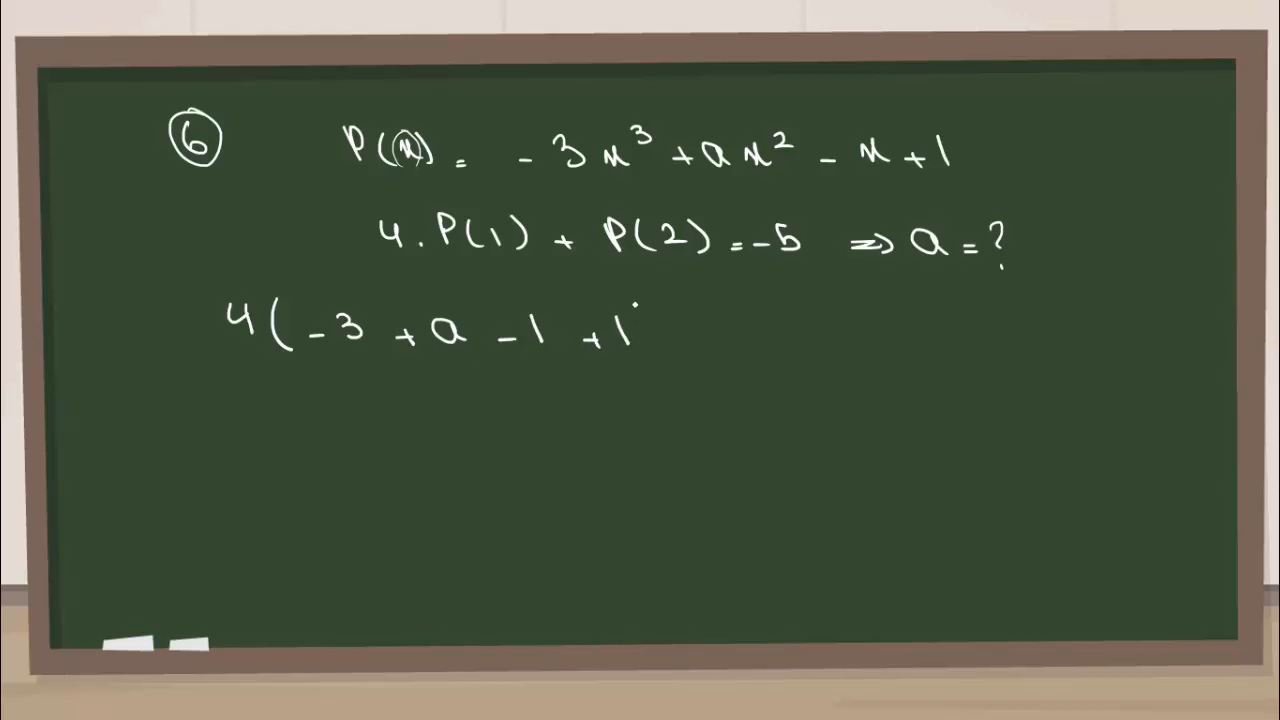 6 P(x) = -3x³ + ax² - x + 1
4.P(1) + P(2) = -5 ⇒ a = ?
4(-3 + a - 1 + 1